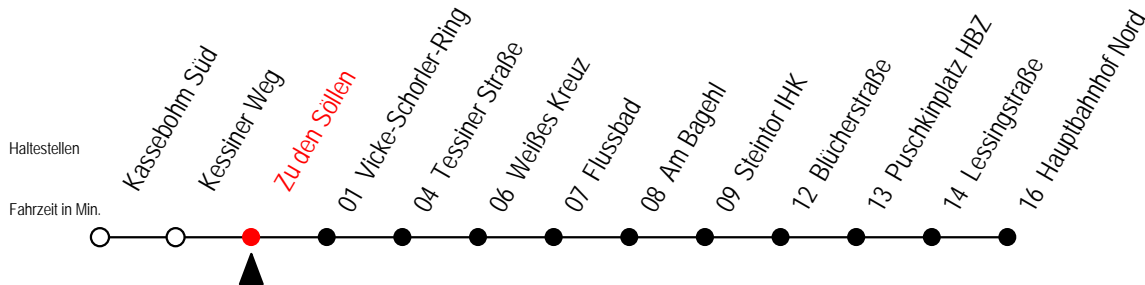 Haltestellen
Fahrzeit in Min.
Kassebohm Süd
Kessiner Weg
Zu den Söllen
01 Vicke-Schorler-Ring
04 Tessiner Straße
06 Weißes Kreuz
07 Flussbad
08 Am Bagehl
09 Steintor IHK
12 Blücherstraße
13 Puschkinplatz HBZ
14 Lessingstraße
16 Hauptbahnhof Nord